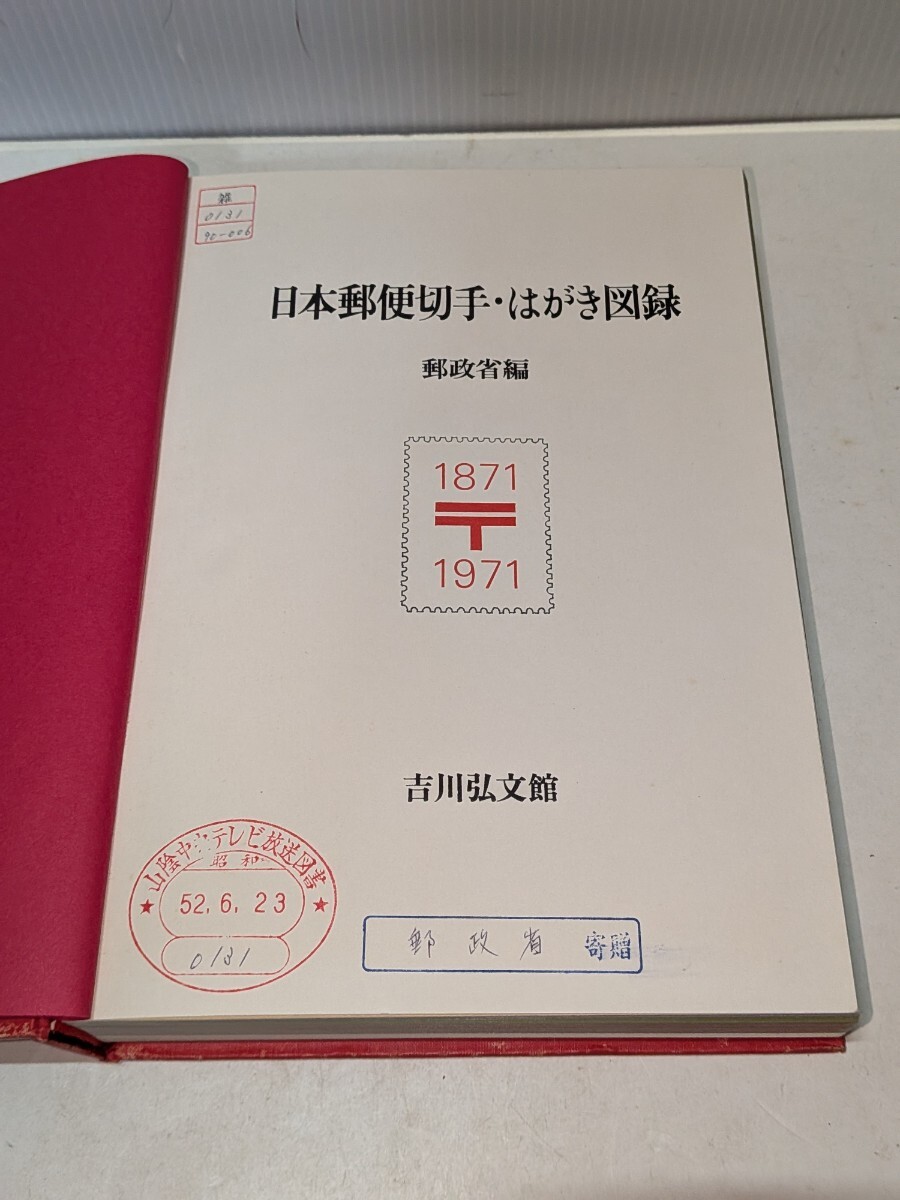 雑
0131
90-006
日本郵便切手・はがき図録
郵政省編
1871
〒
1971
吉川弘文館
山陰中央テレビ放送図書
昭和
52.6.23
0131
郵政省 寄贈